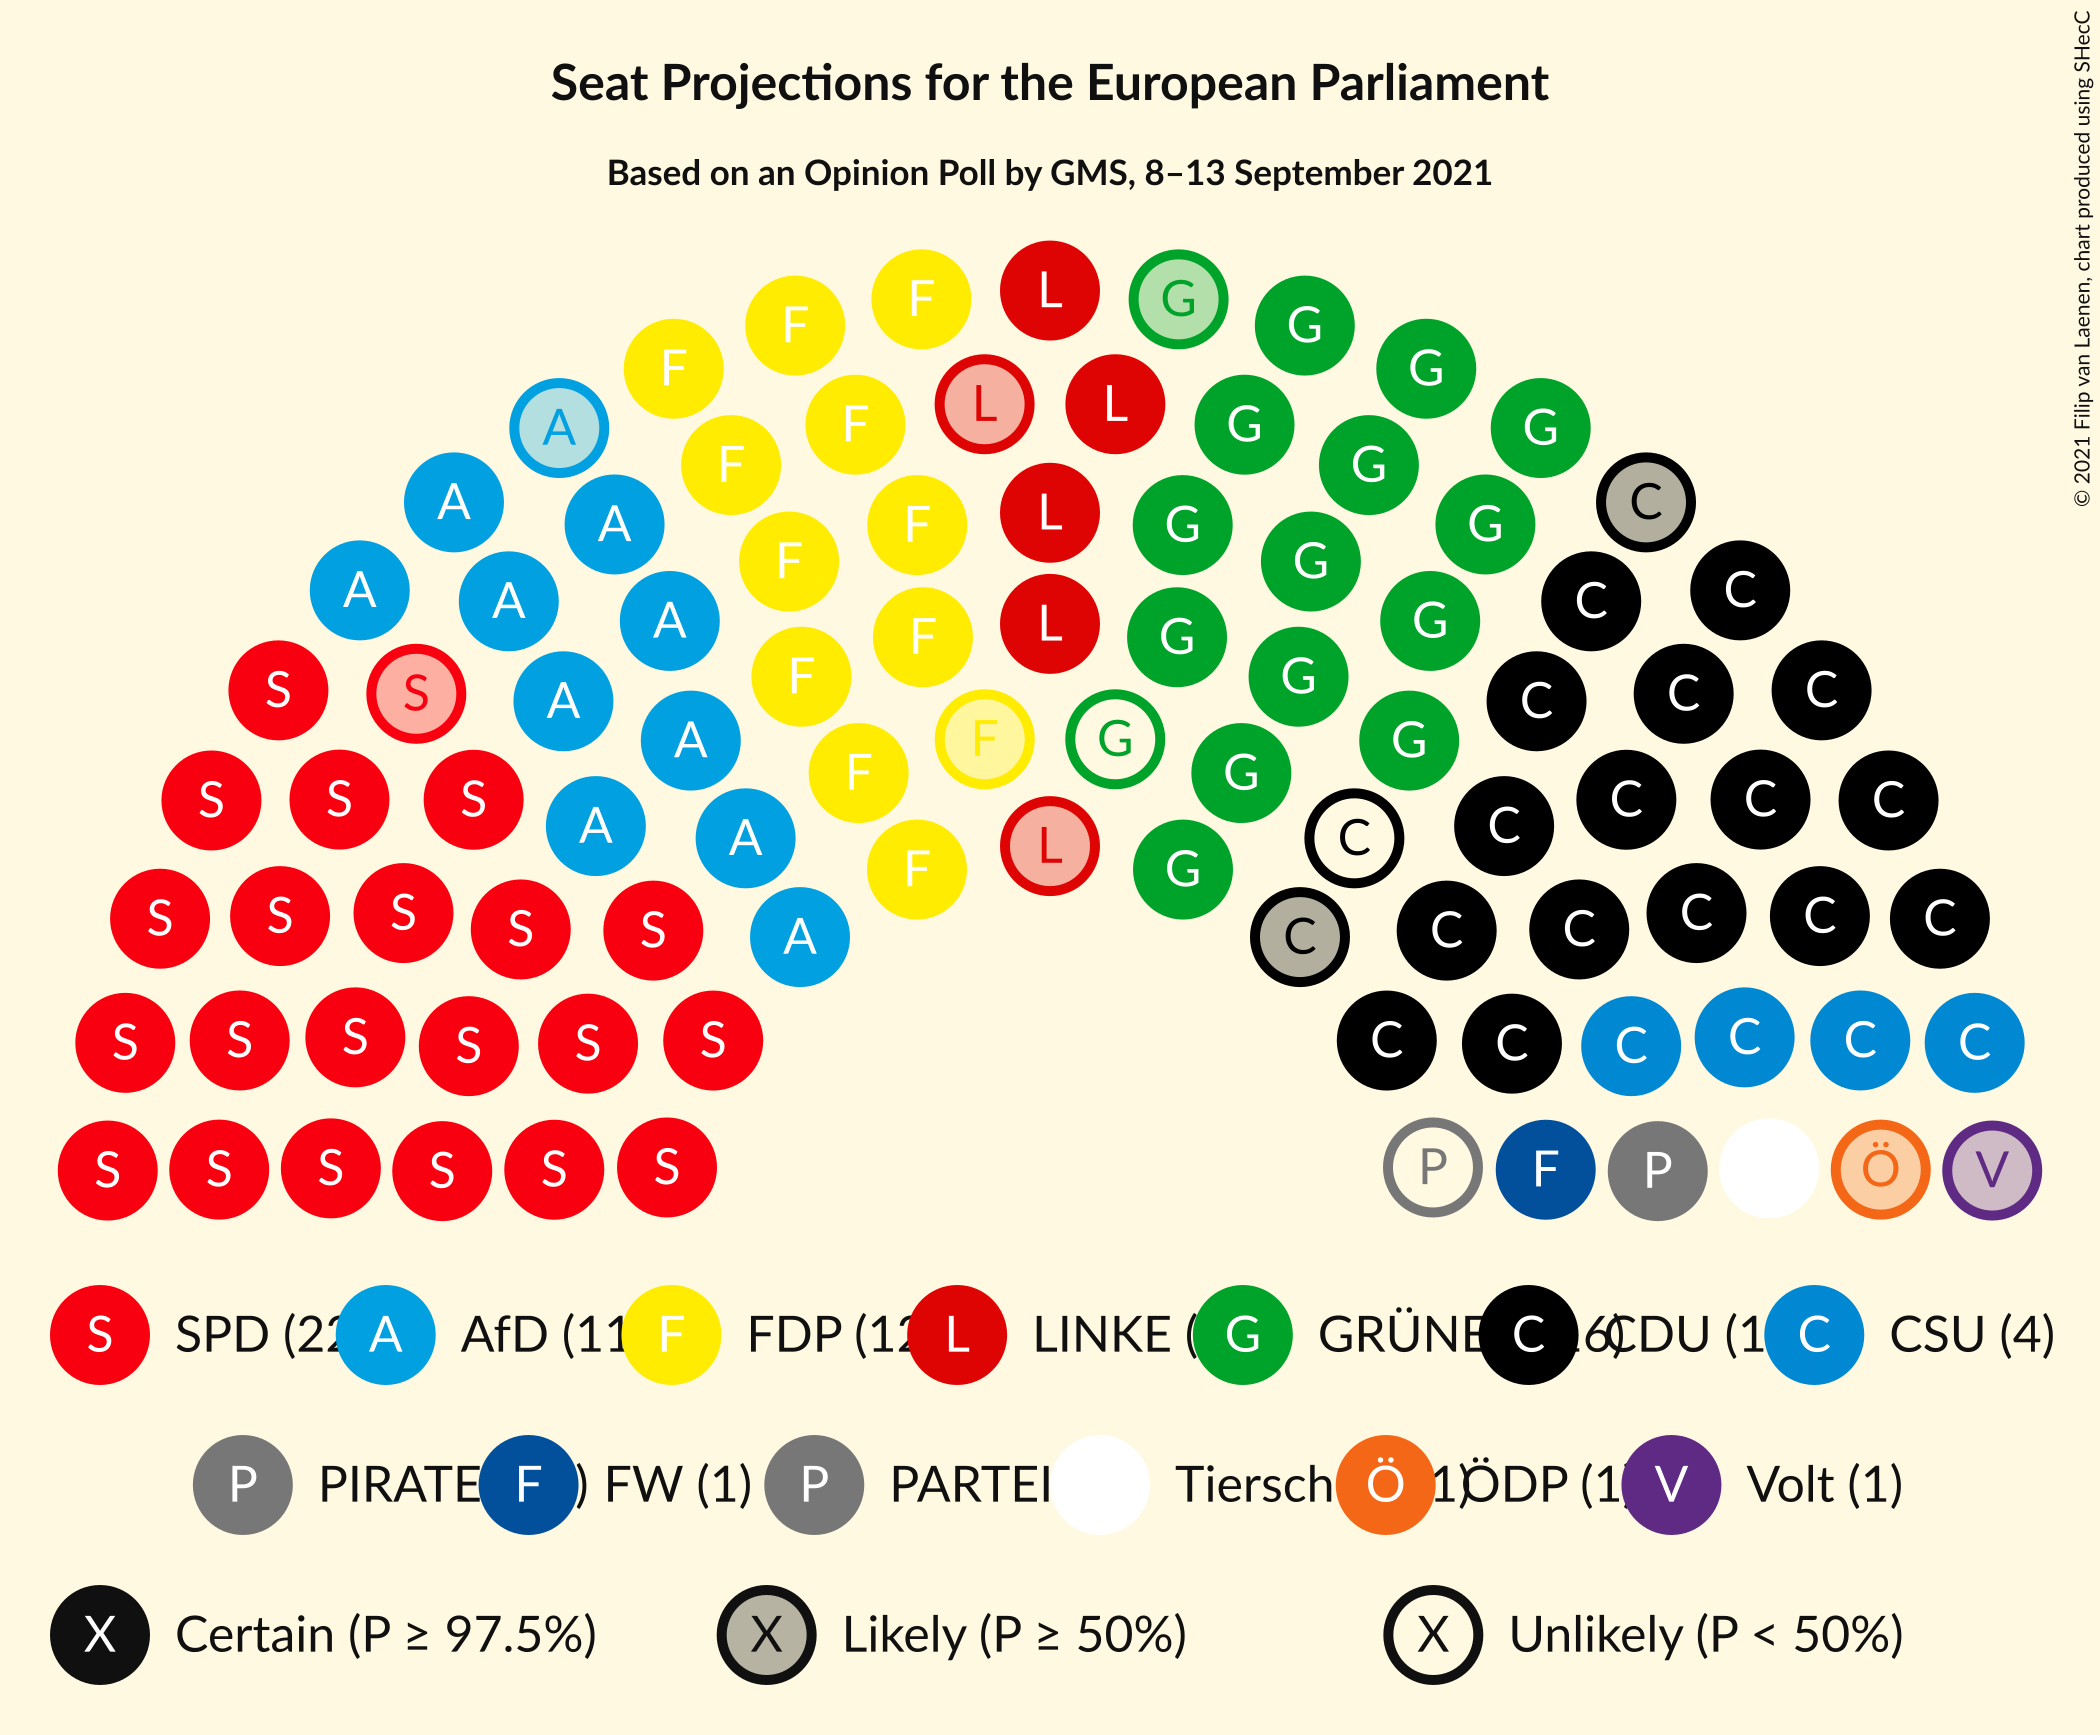 Seat Projections for the European Parliament
Based on an Opinion Poll by GMS, 8–13 September 2021
© 2021 Filip van Laenen, chart produced using SHecC
F F L G G
F G
A F L L G G
F G
A A F L G G C
A A F G C C
A F L G G
S S A F G C C C
A F G G
S S S F G C C C
A A L C C
F G
S S S S S A C C C C C C
S S S S S S C C C C C C
S S S S S S P F P Ö V
S SPD (22 A AfD (11 F FDP (12 L LINKE ( G GRÜNE C 6) CDU (1 C CSU (4)
P PIRATE F ) FW (1) P PARTEI Tiersch Ö 1) ÖDP (1) V Volt (1)
X Certain (P ≥ 97.5%) X Likely (P ≥ 50%) X Unlikely (P < 50%)